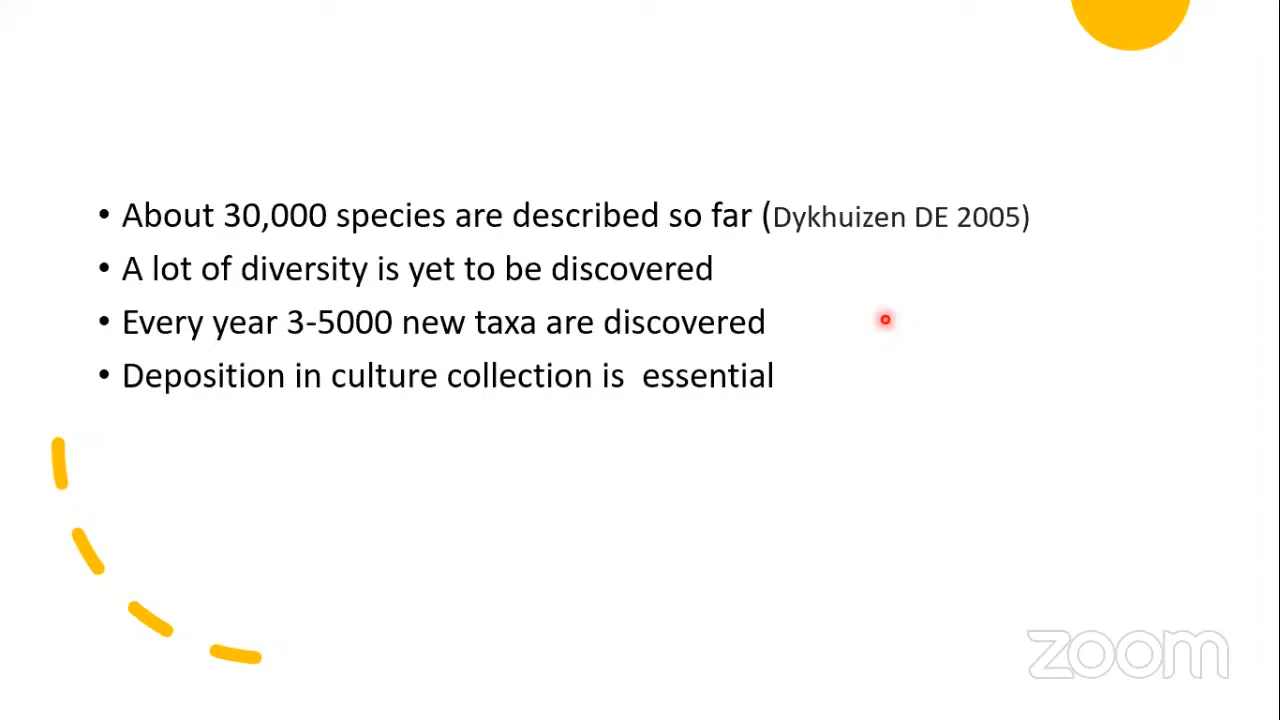 • About 30,000 species are described so far (Dykhuizen DE 2005)
• A lot of diversity is yet to be discovered
• Every year 3-5000 new taxa are discovered
• Deposition in culture collection is  essential
zoom